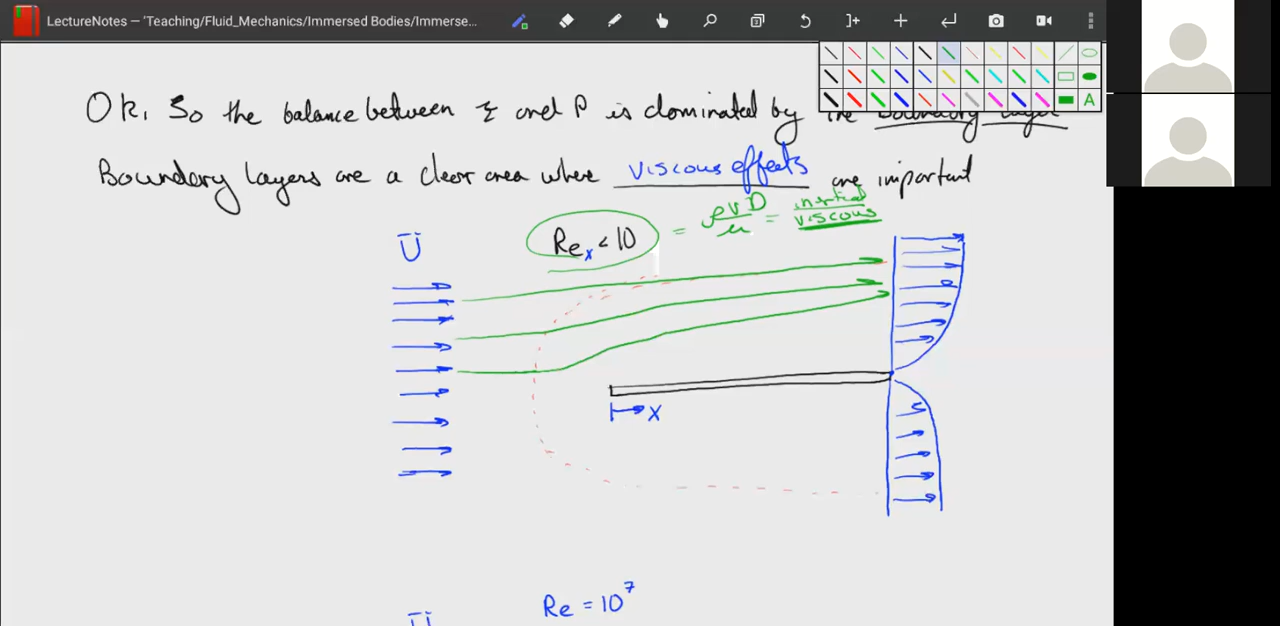 LectureNotes — 'Teaching/Fluid_Mechanics/Immersed Bodies/Immerse...
Ok, So the balance between τ and P is dominated by the Boundary Layer
Boundary Layers are a clear area where viscous effects are important
Re_x < 10 = ρVD/μ = inertial/viscous
U
x
Re = 10^7
U
A